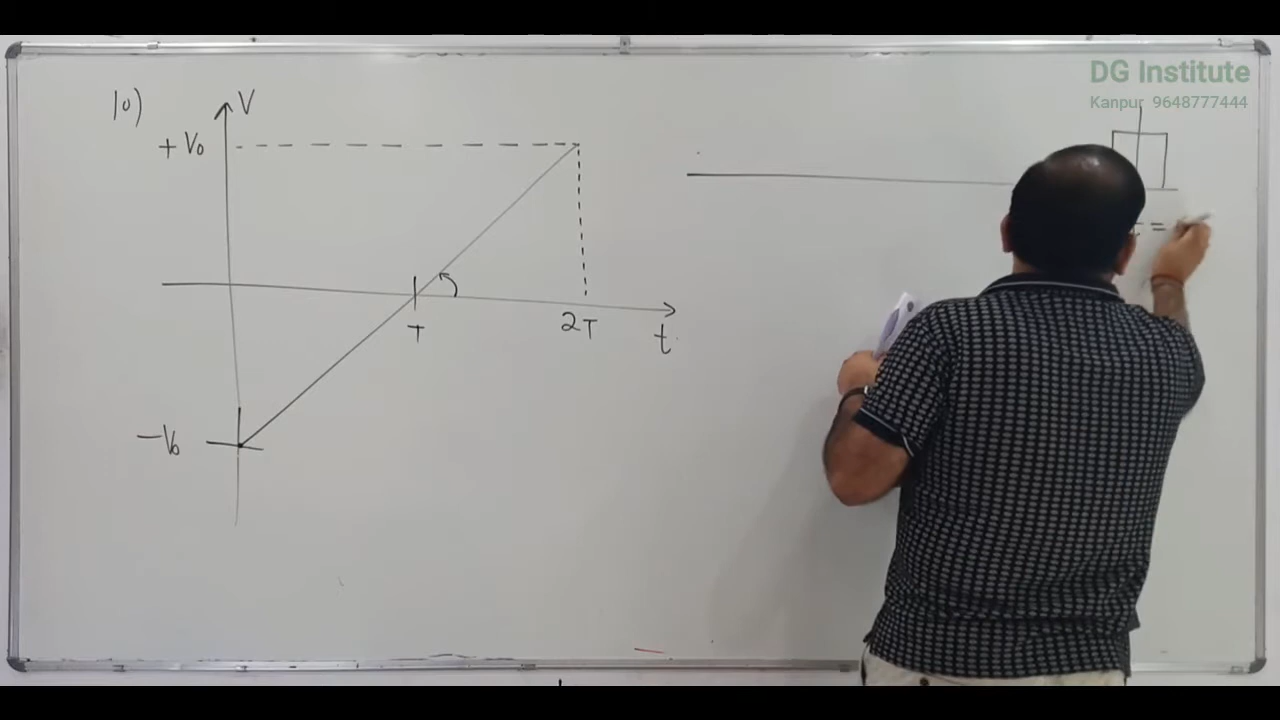 DG Institute
Kanpur 9648777444
10)
V
+V₀
T
2T
t
-V₀
=